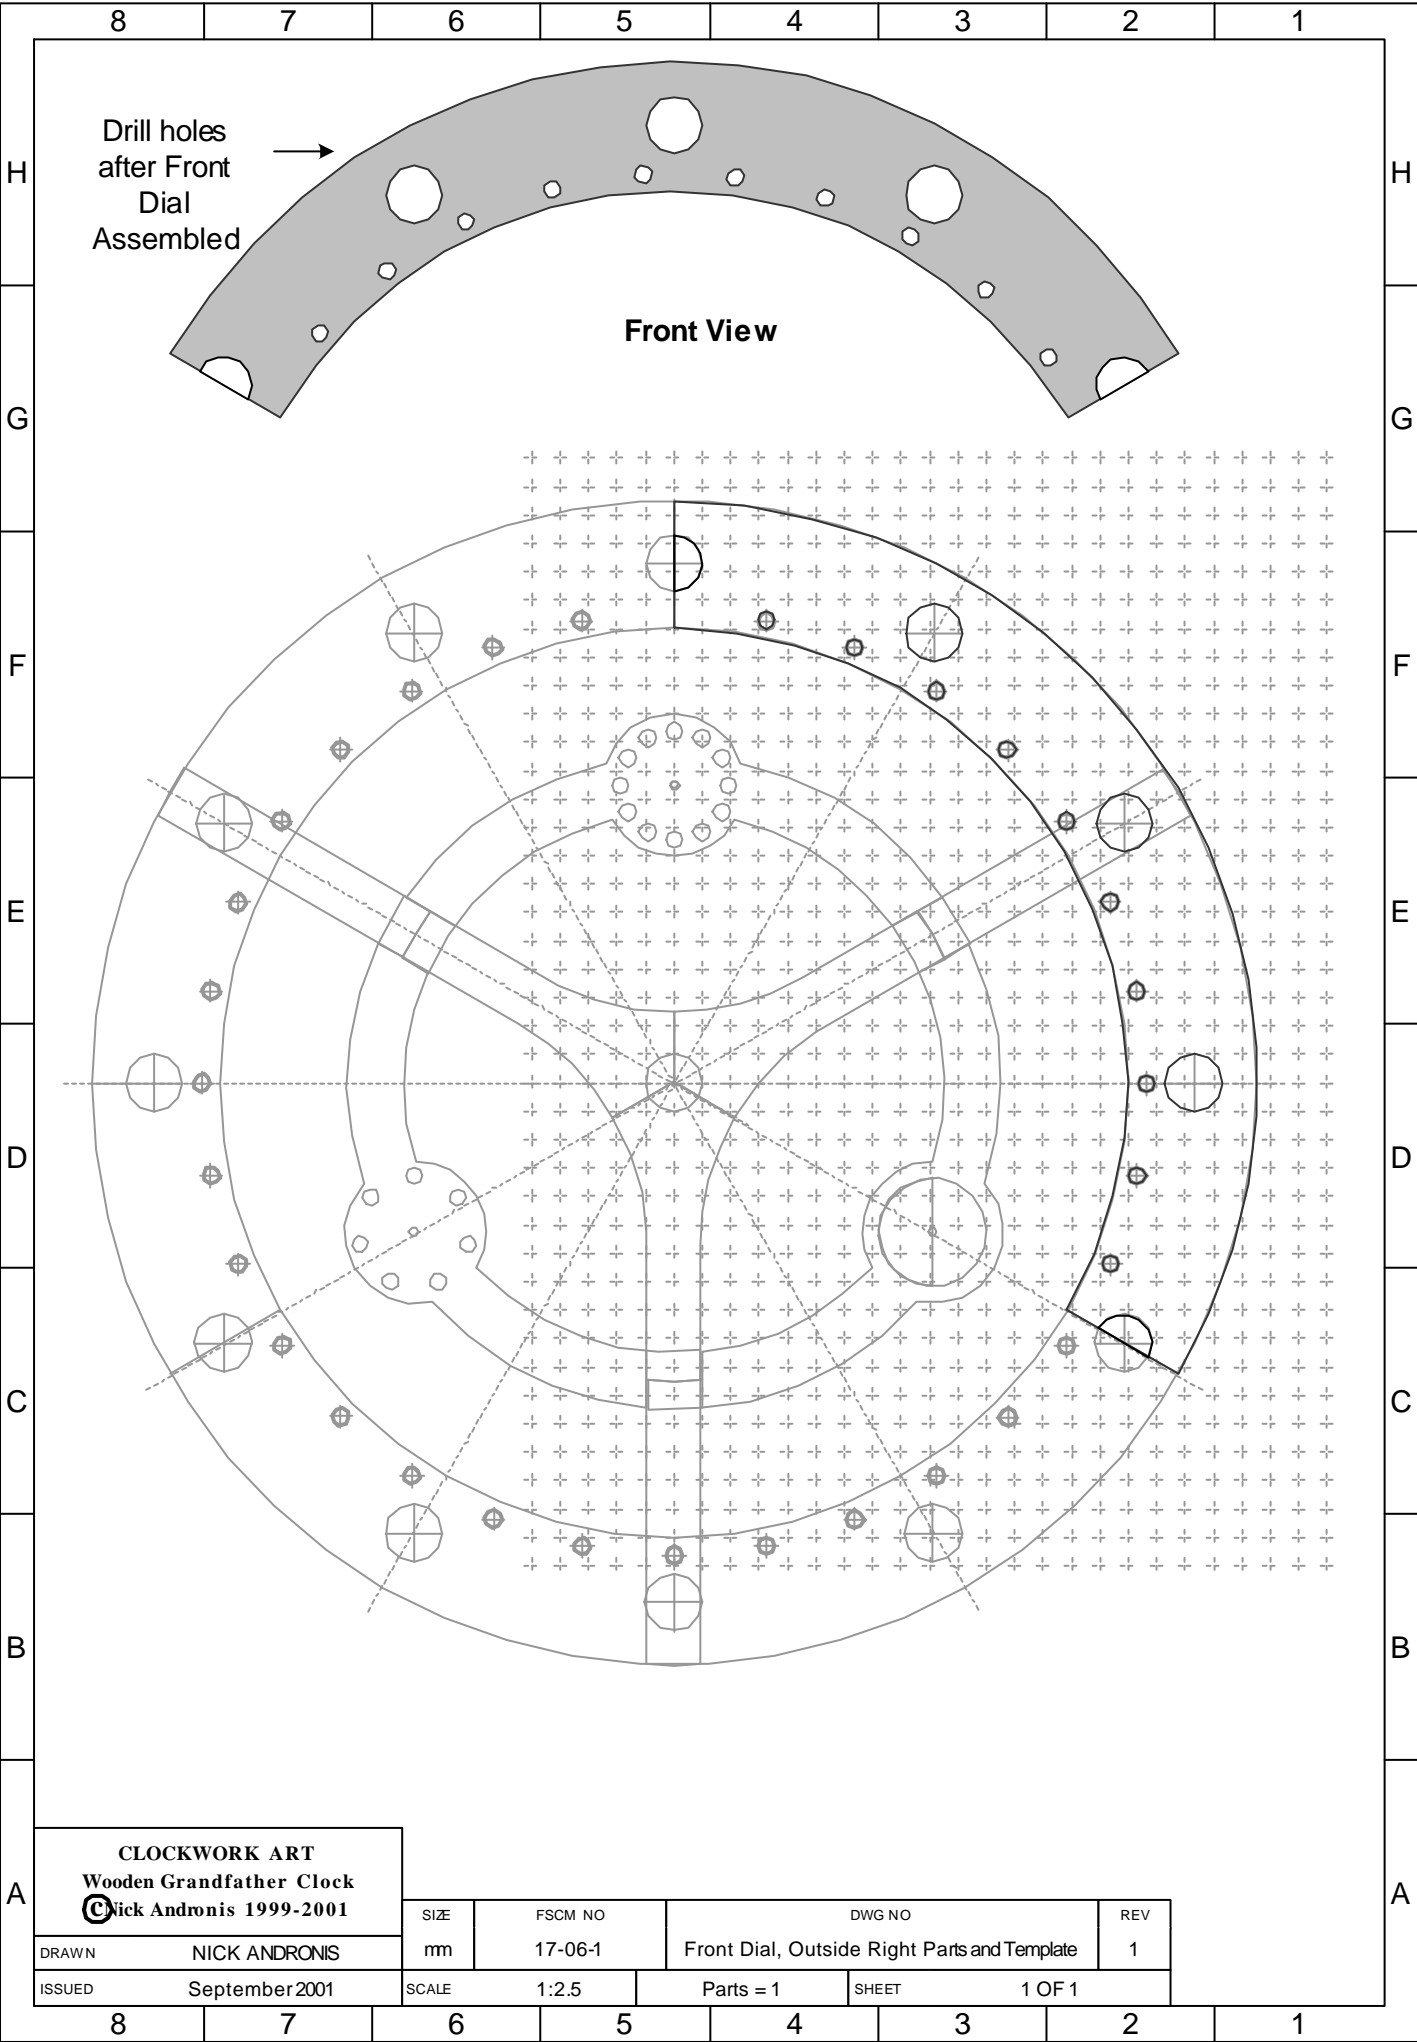 8 7 6 5 4 3 2 1
Drill holes
after Front
Dial
Assembled
H H
Front View
G G
F F
E E
D D
C C
B B
A A
CLOCKWORK ART
Wooden Grandfather Clock
©Nick Andronis 1999-2001
DRAWN NICK ANDRONIS
ISSUED September 2001
SIZE FSCM NO DWG NO REV
mm 17-06-1 Front Dial, Outside Right Parts and Template 1
SCALE 1:2.5 Parts = 1 SHEET 1 OF 1
8 7 6 5 4 3 2 1